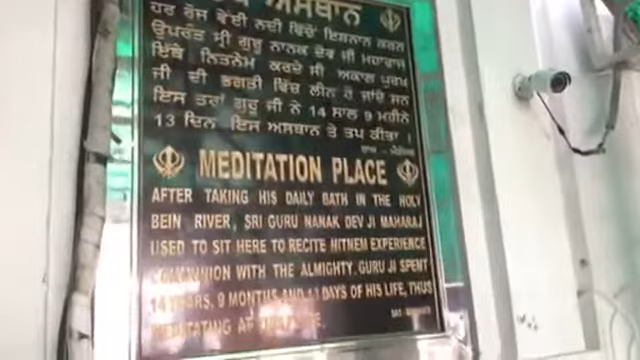 ਅਸਥਾਨ
ਹਰ ਰੋਜ਼ ਵੇਈਂ ਨਦੀ ਵਿੱਚ ਇਸ਼ਨਾਨ ਕਰਨ
ਉਪਰੰਤ ਸ੍ਰੀ ਗੁਰੂ ਨਾਨਕ ਦੇਵ ਜੀ ਮਹਾਰਾਜ
ਇੱਥੇ ਨਿਤਨੇਮ ਕਰਦੇ ਸੀ ਅਕਾਲ ਪੁਰਖ
ਜੀ ਦੀ ਭਗਤੀ ਵਿੱਚ ਲੀਨ ਹੋ ਜਾਂਦੇ ਸਨ
ਇਸ ਤਰਾਂ ਗੁਰੂ ਜੀ ਨੇ 14 ਸਾਲ 9 ਮਹੀਨੇ
13 ਦਿਨ ਇਸ ਅਸਥਾਨ ਤੇ ਤਪ ਕੀਤਾ ।
MEDITATION PLACE
AFTER TAKING HIS DAILY BATH IN THE HOLY
BEIN RIVER, SRI GURU NANAK DEV JI MAHARAJ
USED TO SIT HERE TO RECITE NITNEM EXPERIENCE
COMMUNION WITH THE ALMIGHTY. GURU JI SPENT
14 YEARS, 9 MONTHS AND 13 DAYS OF HIS LIFE, THUS
MEDITATING AT